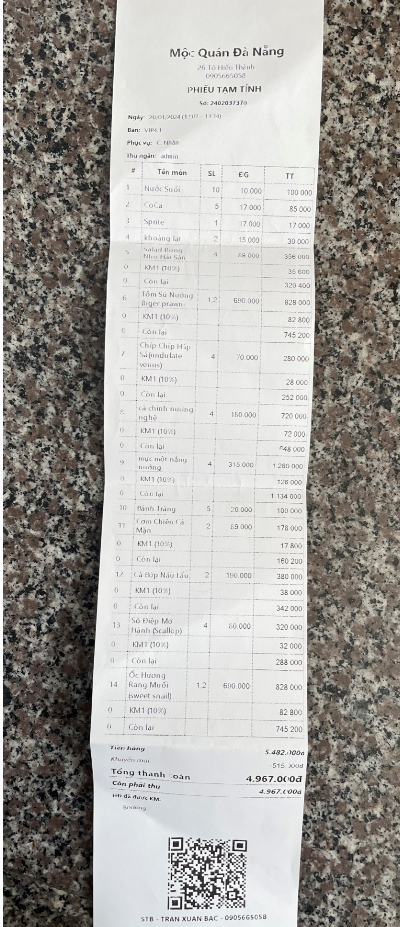 Mộc Quán Đà Nẵng
26 Tô Hiến Thành
0905665058
PHIẾU TẠM TÍNH
Số: 2402037370
Ngày: 20/01/2024
Bàn: VIP6.1
Phục vụ: C Nhàn
Thu ngân: admin
# Tên món SL ĐG TT
1 Nước Suối 10 10 000 100 000
2 CoCa 5 17 000 85 000
3 Sprite 1 17 000 17 000
4 khoáng lạt 2 15 000 30 000
5 Salad Rong
Nho Hải Sản 4 89 000 356 000
0 KM1 (10%) 35 600
0 Còn lại 320 400
6 Tôm Sú Nướng
(tiger prawn) 1,2 690.000 828 000
0 KM1 (10%) 82 800
0 Còn lại 745 200
7 Chíp Chíp Hấp
Sả(undulate
venus) 4 70 000 280 000
0 KM1 (10%) 28 000
0 Còn lại 252 000
8 cá chình nướng
nghệ 4 180 000 720 000
0 KM1 (10%) 72 000
0 Còn lại 648 000
9 mực một nắng
nướng 4 315.000 1.260 000
0 KM1 (10%) 126 000
0 Còn lại 1 134 000
10 Bánh Tráng 5 20 000 100 000
11 Cơm Chiên Cá
Mặn 2 89 000 178 000
0 KM1 (10%) 17 800
0 Còn lại 160 200
12 Cá Bớp Nấu Lẩu 2 190 000 380 000
0 KM1 (10%) 38 000
0 Còn lại 342 000
13 Sò Điệp Mỡ
Hành (Scallop) 4 80 000 320 000
0 KM1 (10%) 32 000
0 Còn lại 288 000
14 Ốc Hương
Rang Muối
(sweet snail) 1,2 690 000 828 000
0 KM1 (10%) 82 800
0 Còn lại 745 200
Tiền hàng 5.482.000đ
Khuyến mại -515.000đ
Tổng thanh toán 4.967.000đ
Còn phải thu 4.967.000đ
HĐ đã được KM.
Booking
STB - TRAN XUAN BAC - 0905665058